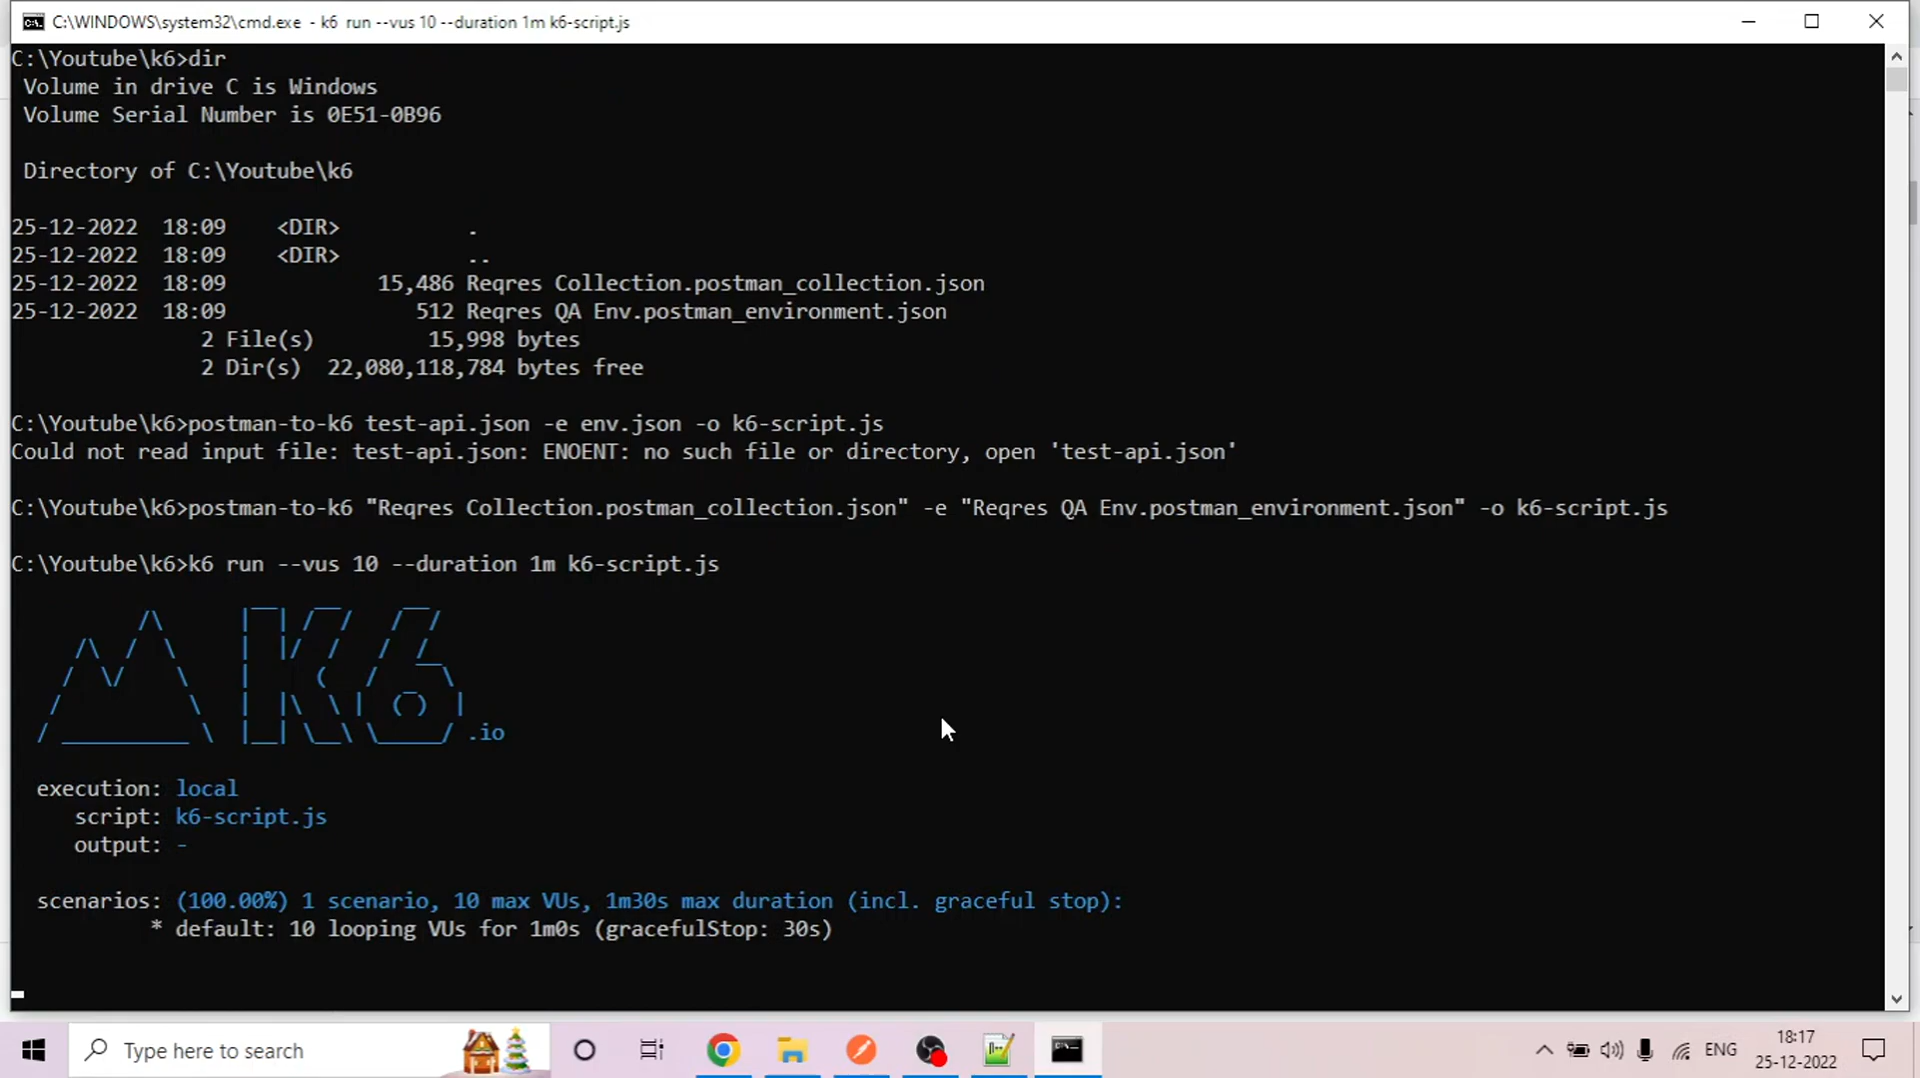 C:\WINDOWS\system32\cmd.exe - k6 run --vus 10 --duration 1m k6-script.js
C:\Youtube\k6>dir
Volume in drive C is Windows
Volume Serial Number is 0E51-0B96
Directory of C:\Youtube\k6
25-12-2022 18:09 <DIR> .
25-12-2022 18:09 <DIR> ..
25-12-2022 18:09 15,486 Reqres Collection.postman_collection.json
25-12-2022 18:09 512 Reqres QA Env.postman_environment.json
2 File(s) 15,998 bytes
2 Dir(s) 22,080,118,784 bytes free
C:\Youtube\k6>postman-to-k6 test-api.json -e env.json -o k6-script.js
Could not read input file: test-api.json: ENOENT: no such file or directory, open 'test-api.json'
C:\Youtube\k6>postman-to-k6 "Reqres Collection.postman_collection.json" -e "Reqres QA Env.postman_environment.json" -o k6-script.js
C:\Youtube\k6>k6 run --vus 10 --duration 1m k6-script.js
K6
.io
execution: local
script: k6-script.js
output: -
scenarios: (100.00%) 1 scenario, 10 max VUs, 1m30s max duration (incl. graceful stop):
* default: 10 looping VUs for 1m0s (gracefulStop: 30s)
Type here to search
ENG
18:17
25-12-2022